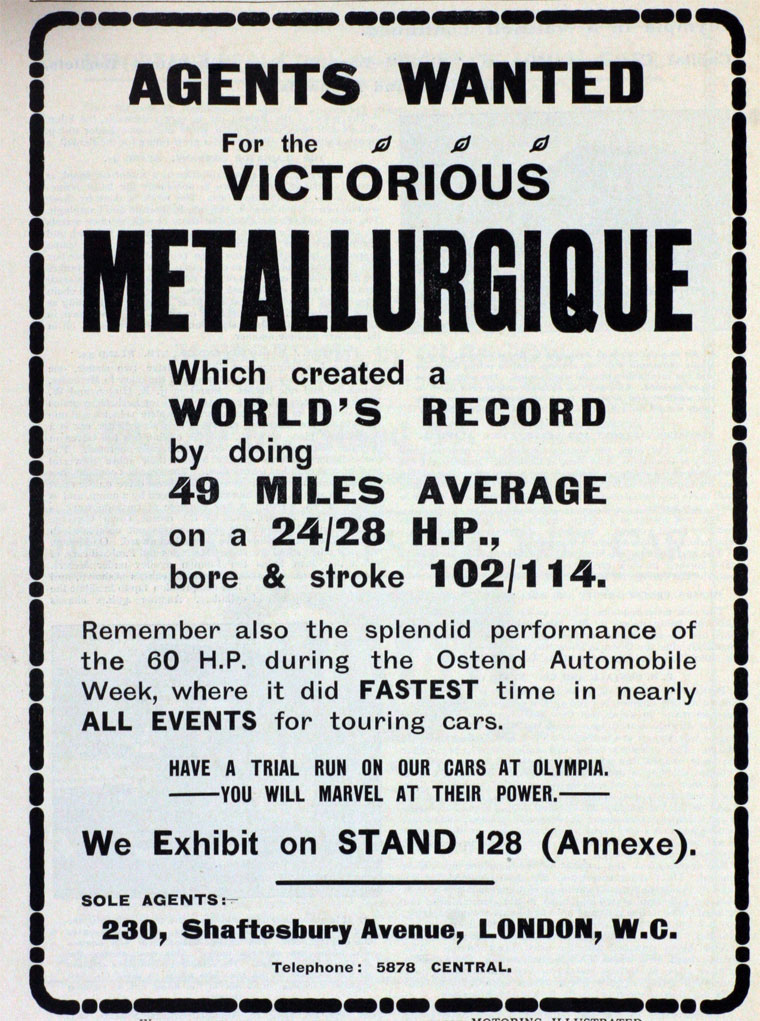 AGENTS WANTED
For the
VICTORIOUS
METALLURGIQUE
Which created a
WORLD'S RECORD
by doing
49 MILES AVERAGE
on a 24/28 H.P.,
bore & stroke 102/114.
Remember also the splendid performance of
the 60 H.P. during the Ostend Automobile
Week, where it did FASTEST time in nearly
ALL EVENTS for touring cars.
HAVE A TRIAL RUN ON OUR CARS AT OLYMPIA.
YOU WILL MARVEL AT THEIR POWER.
We Exhibit on STAND 128 (Annexe).
SOLE AGENTS:-
230, Shaftesbury Avenue, LONDON, W.C.
Telephone: 5878 CENTRAL.
MOTORING ILLUSTRATED